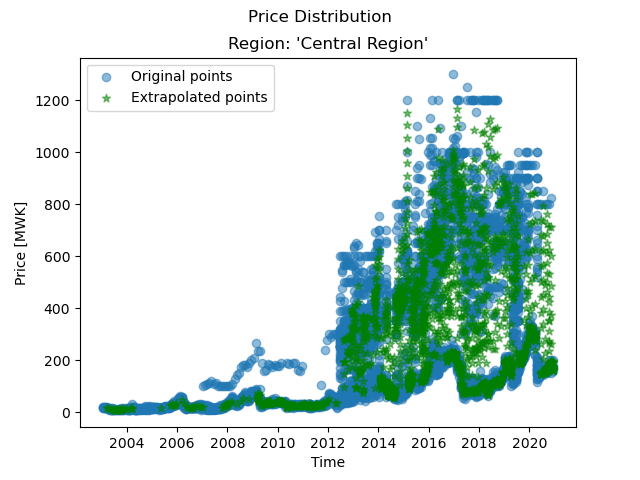 Price Distribution
Region: 'Central Region'
Original points
Extrapolated points
1200
1000
800
600
400
200
0
Price [MWK]
2004 2006 2008 2010 2012 2014 2016 2018 2020
Time